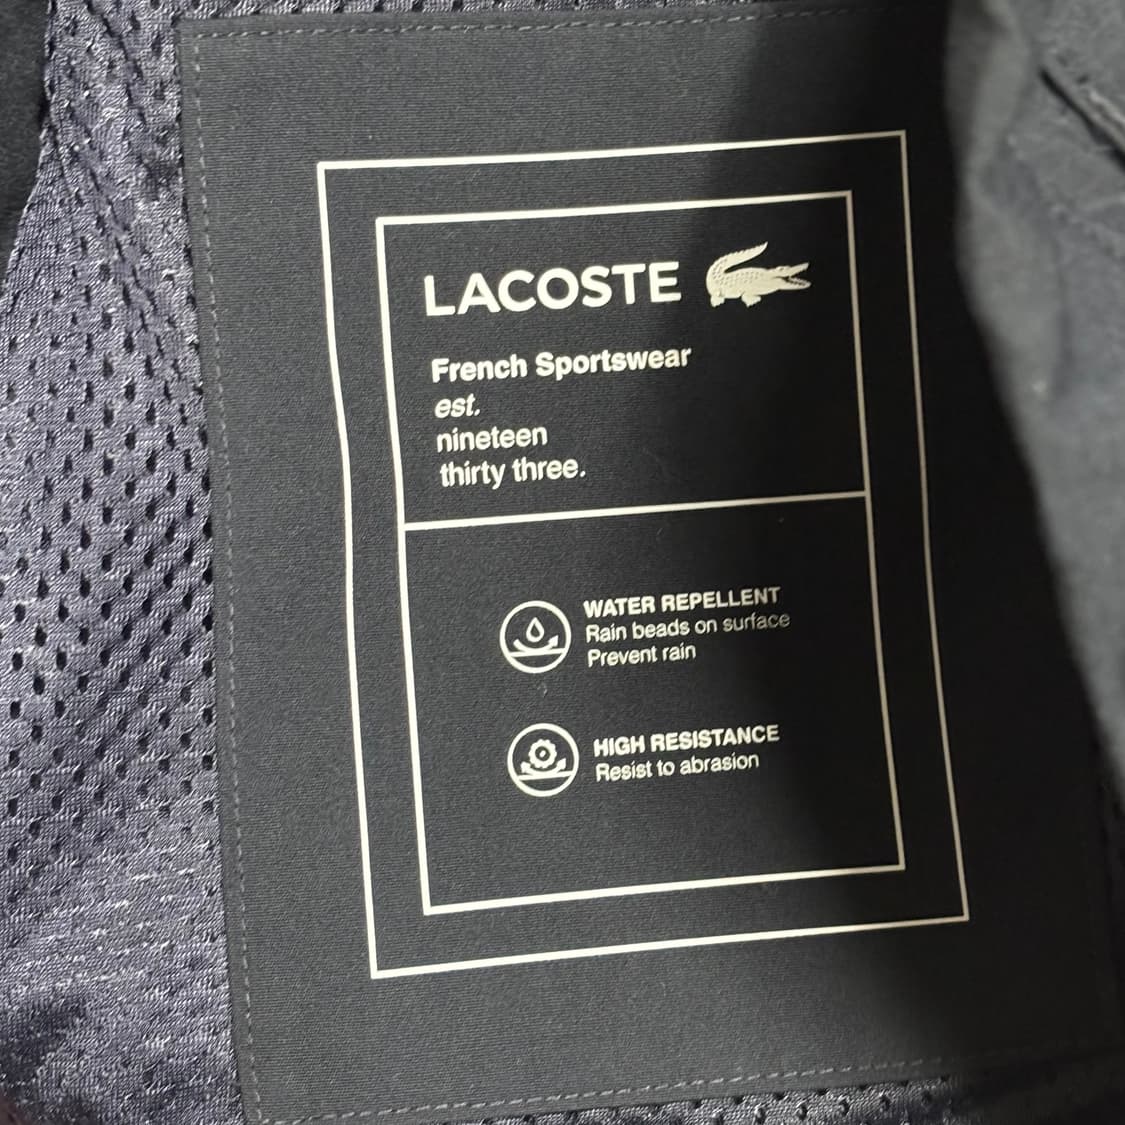 LACOSTE
French Sportswear
est.
nineteen
thirty three.
WATER REPELLENT
Rain beads on surface
Prevent rain
HIGH RESISTANCE
Resist to abrasion